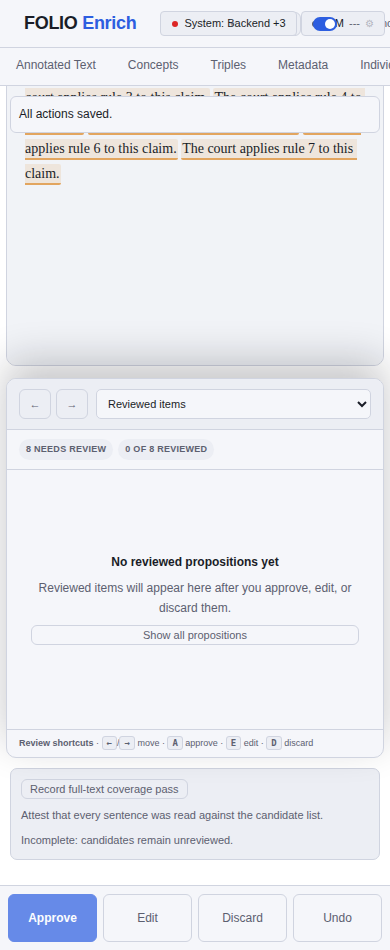 FOLIO Enrich
System: Backend +3
M --- 
Annotated Text Concepts Triples Metadata Indivi
All actions saved.
applies rule 6 to this claim. The court applies rule 7 to this
claim.
← → Reviewed items
8 NEEDS REVIEW 0 OF 8 REVIEWED
No reviewed propositions yet
Reviewed items will appear here after you approve, edit, or
discard them.
Show all propositions
Review shortcuts · ← / → move · A approve · E edit · D discard
Record full-text coverage pass
Attest that every sentence was read against the candidate list.
Incomplete: candidates remain unreviewed.
Approve Edit Discard Undo